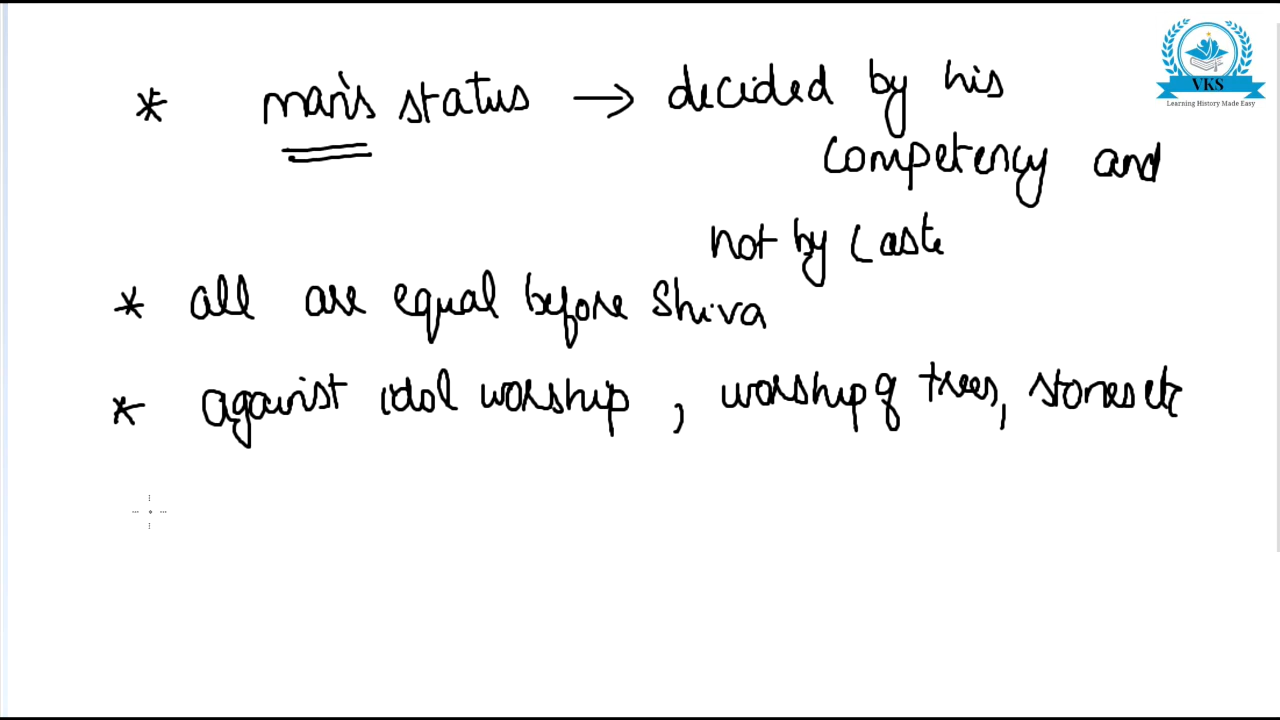 VKS
Learning History Made Easy
* man's status → decided by his
competency and
not by Caste
* all are equal before Shiva
* against idol worship, worship of trees, stones etc